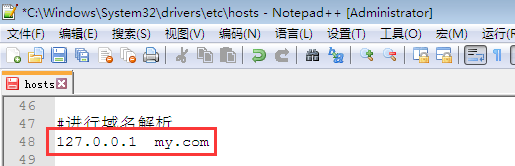 *C:\Windows\System32\drivers\etc\hosts - Notepad++ [Administrator]
文件(F) 编辑(E) 搜索(S) 视图(V) 编码(N) 语言(L) 设置(T) 工具(O) 宏(M) 运行(R)
hosts
46
47 #进行域名解析
48 127.0.0.1 my.com
49